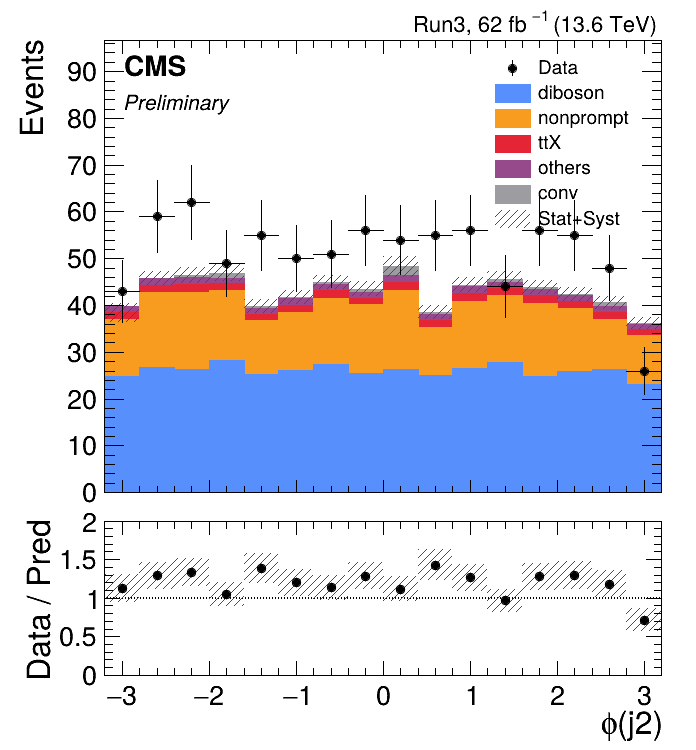 Run3, 62 fb⁻¹ (13.6 TeV)
CMS
Preliminary
Events
90
80
70
60
50
40
30
20
10
0
Data
diboson
nonprompt
ttX
others
conv
Stat+Syst
Data / Pred
2
1.5
1
0.5
0
−3 −2 −1 0 1 2 3
ϕ(j2)